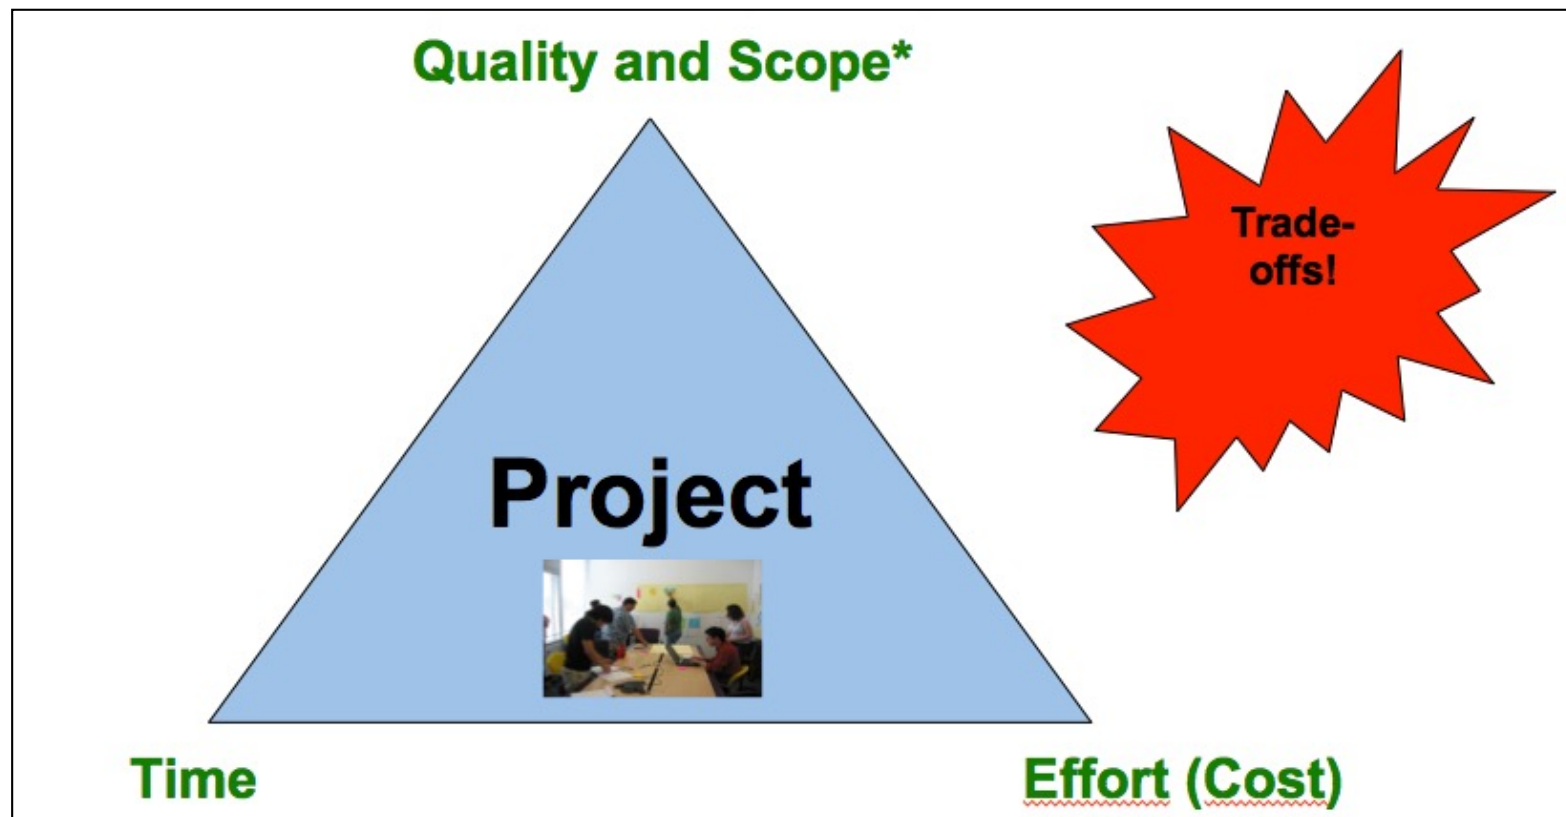 Quality and Scope*
Trade-
offs!
Project
Time
Effort (Cost)